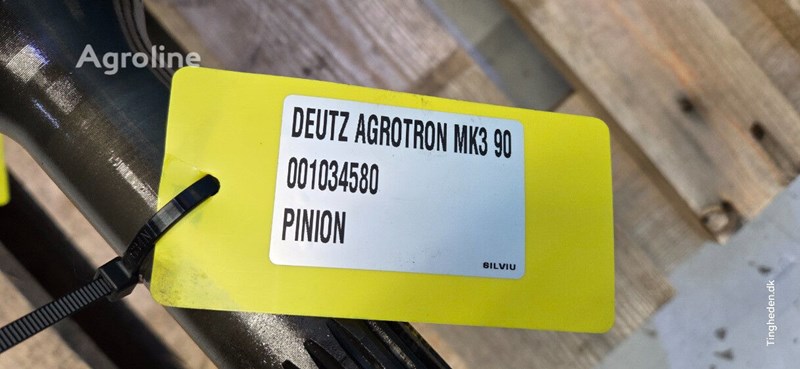 Agroline
DEUTZ AGROTRON MK3 90
001034580
PINION
SILVIU
Tingheden.dk